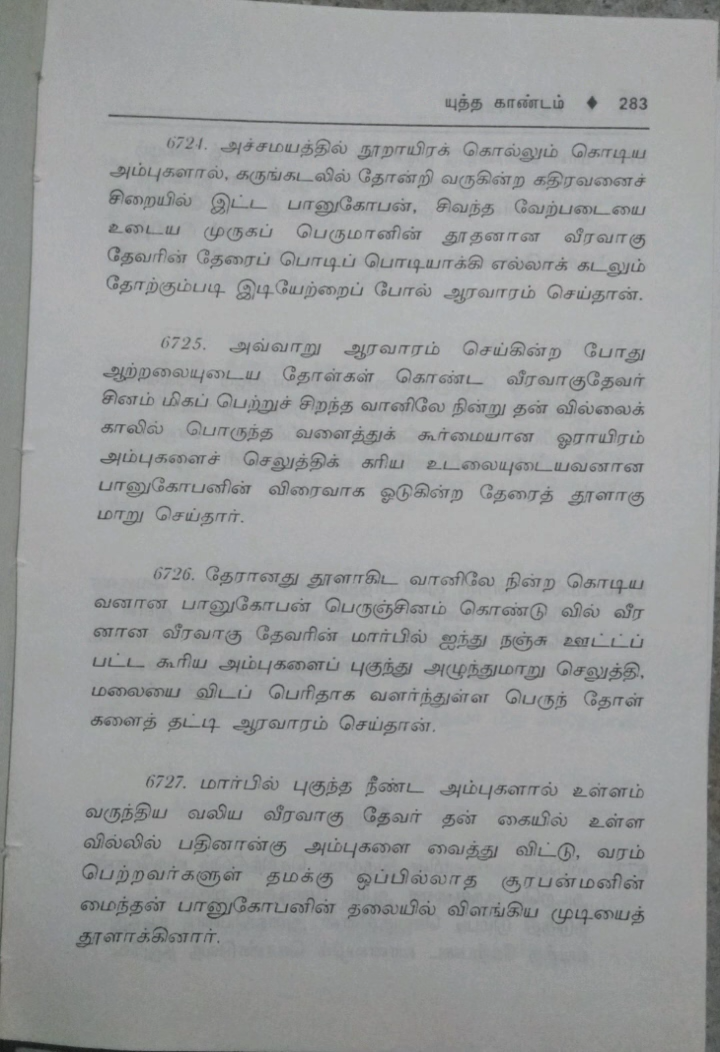 யுத்த காண்டம் ◆ 283
6724. அச்சமயத்தில் நூறாயிரக் கொல்லும் கொடிய
அம்புகளால், கருங்கடலில் தோன்றி வருகின்ற கதிரவனைச்
சிறையில் இட்ட பானுகோபன், சிவந்த வேற்படையை
உடைய முருகப் பெருமானின் தூதனான வீரவாகு
தேவரின் தேரைப் பொடிப் பொடியாக்கி எல்லாக் கடலும்
தோற்கும்படி இடியேற்றைப் போல் ஆரவாரம் செய்தான்.
6725. அவ்வாறு ஆரவாரம் செய்கின்ற போது
ஆற்றலையுடைய தோள்கள் கொண்ட வீரவாகுதேவர்
சினம் மிகப் பெற்றுச் சிறந்த வானிலே நின்று தன் வில்லைக்
காலில் பொருந்த வளைத்துக் கூர்மையான ஓராயிரம்
அம்புகளைச் செலுத்திக் கரிய உடலையுடையவனான
பானுகோபனின் விரைவாக ஓடுகின்ற தேரைத் தூளாகு
மாறு செய்தார்.
6726. தேரானது தூளாகிட வானிலே நின்ற கொடிய
வனான பானுகோபன் பெருஞ்சினம் கொண்டு வில் வீர
னான வீரவாகு தேவரின் மார்பில் ஐந்து நஞ்சு ஊட்ட்ப்
பட்ட கூரிய அம்புகளைப் புகுந்து அழுந்துமாறு செலுத்தி,
மலையை விடப் பெரிதாக வளர்ந்துள்ள பெருந் தோள்
களைத் தட்டி ஆரவாரம் செய்தான்.
6727. மார்பில் புகுந்த நீண்ட அம்புகளால் உள்ளம்
வருந்திய வலிய வீரவாகு தேவர் தன் கையில் உள்ள
வில்லில் பதினான்கு அம்புகளை வைத்து விட்டு, வரம்
பெற்றவர்களுள் தமக்கு ஒப்பில்லாத சூரபன்மனின்
மைந்தன் பானுகோபனின் தலையில் விளங்கிய முடியைத்
தூளாக்கினார்.